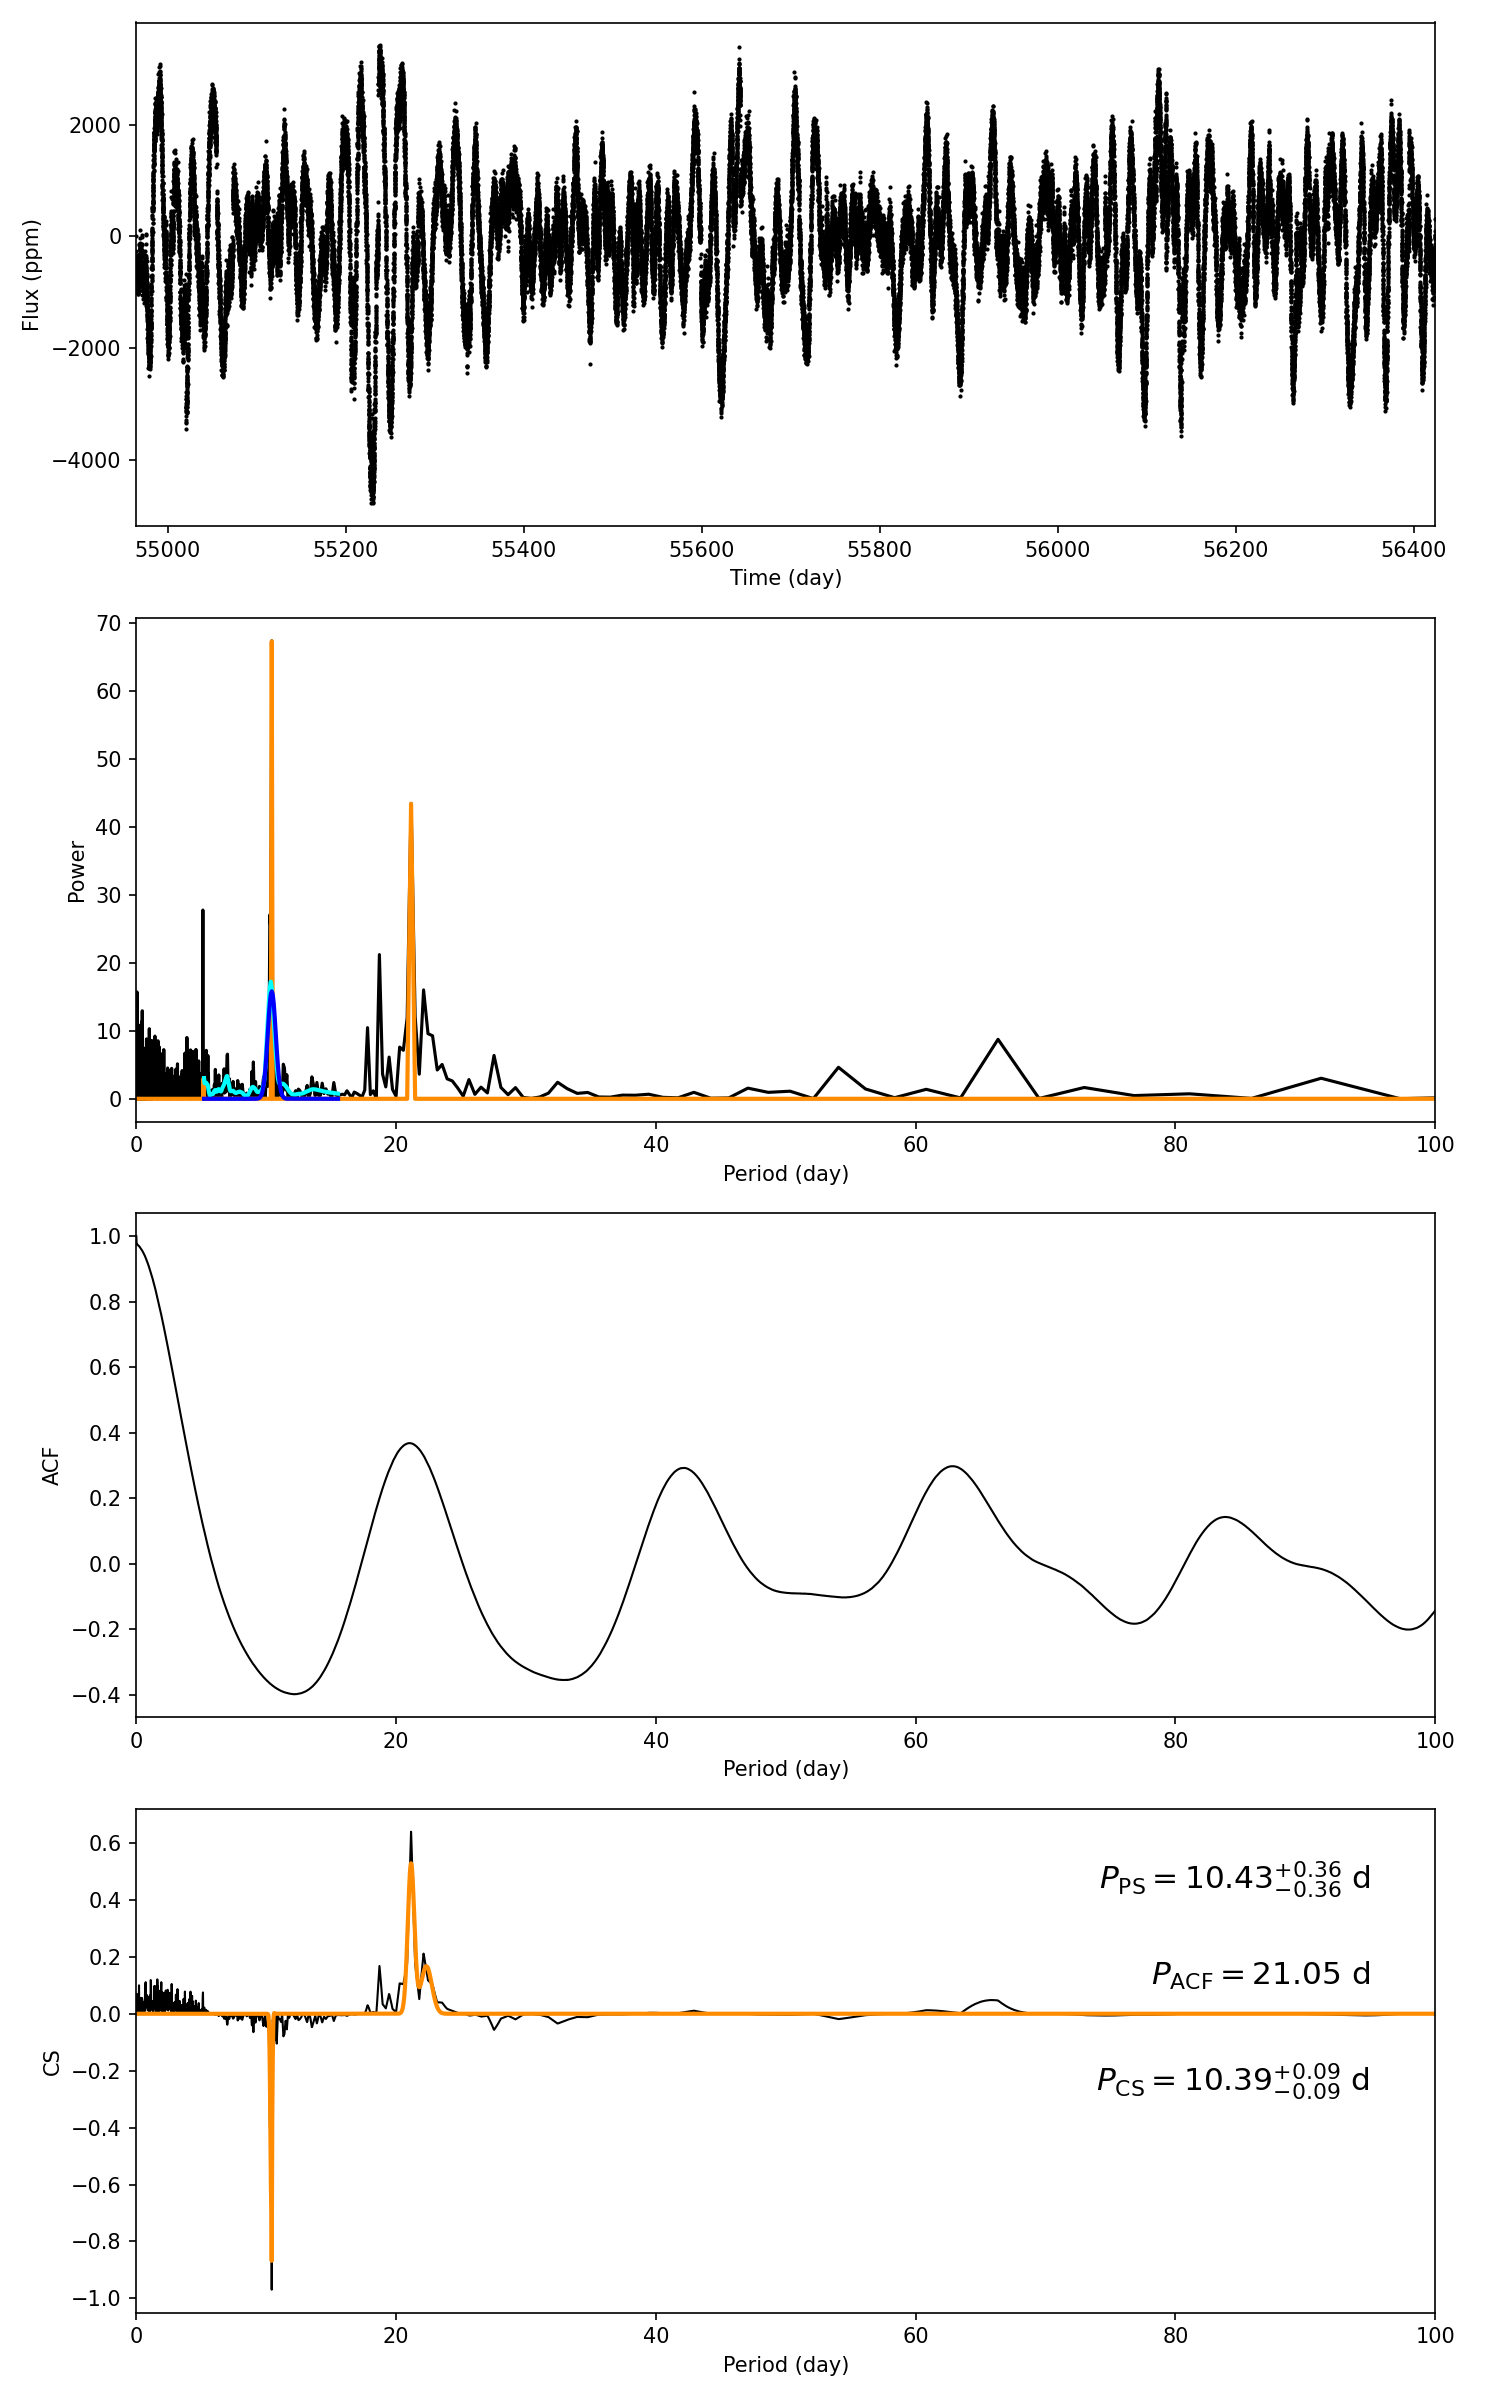 2000
0
−2000
−4000
Flux (ppm)
55000 55200 55400 55600 55800 56000 56200 56400
Time (day)
70
60
50
40
30
20
10
0
Power
0 20 40 60 80 100
Period (day)
1.0
0.8
0.6
0.4
0.2
0.0
−0.2
−0.4
ACF
0 20 40 60 80 100
Period (day)
0.6
0.4
0.2
0.0
−0.2
−0.4
−0.6
−0.8
−1.0
CS
P_PS = 10.43 +0.36 −0.36 d
P_ACF = 21.05 d
P_CS = 10.39 +0.09 −0.09 d
0 20 40 60 80 100
Period (day)